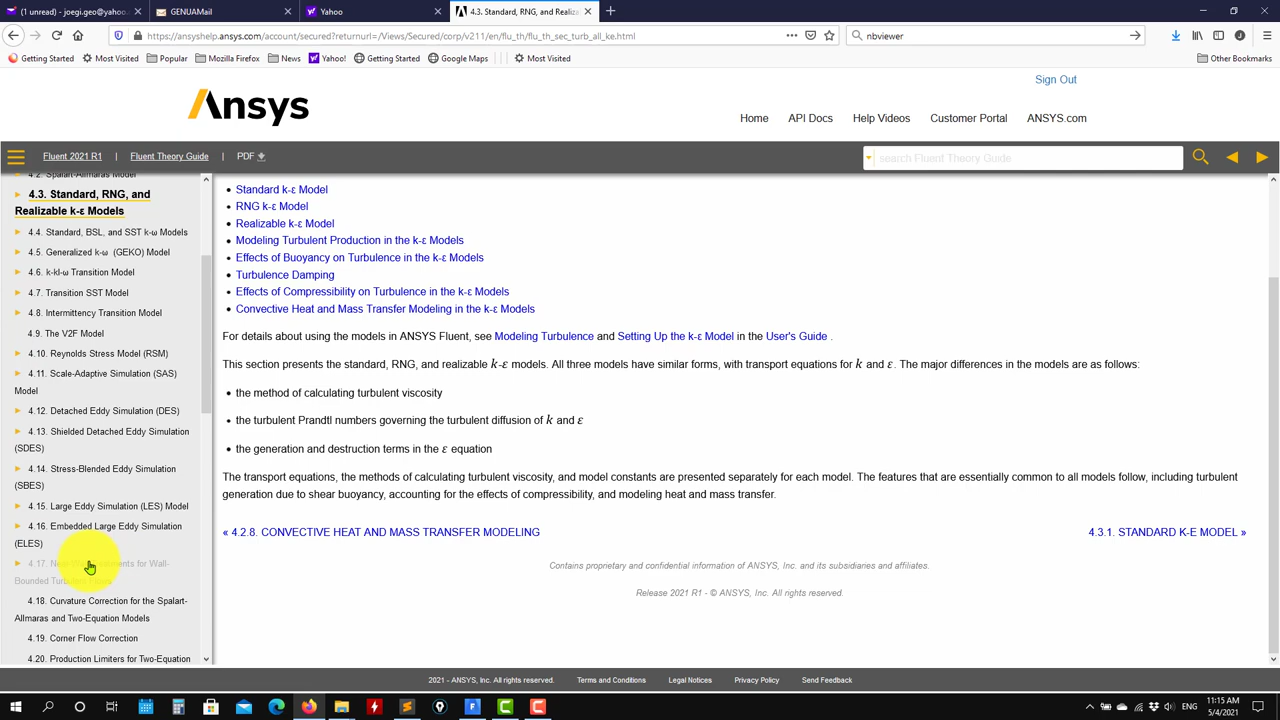 (1 unread) - joegi.geo@yahoo.
GENUAMail
Yahoo
4.3. Standard, RNG, and Realiza
https://ansyshelp.ansys.com/account/secured?returnurl=/Views/Secured/corp/v211/en/flu_th/flu_th_sec_turb_all_ke.html
nbviewer
Getting Started
Most Visited
Popular
Mozilla Firefox
News
Yahoo!
Getting Started
Google Maps
Most Visited
Other Bookmarks
Sign Out
Ansys
Home
API Docs
Help Videos
Customer Portal
ANSYS.com
Fluent 2021 R1 | Fluent Theory Guide | PDF
search Fluent Theory Guide
4.2. Spalart-Allmaras Model
4.3. Standard, RNG, and
Realizable k-ε Models
4.4. Standard, BSL, and SST k-ω Models
4.5. Generalized k-ω (GEKO) Model
4.6. k-kl-ω Transition Model
4.7. Transition SST Model
4.8. Intermittency Transition Model
4.9. The V2F Model
4.10. Reynolds Stress Model (RSM)
4.11. Scale-Adaptive Simulation (SAS)
Model
4.12. Detached Eddy Simulation (DES)
4.13. Shielded Detached Eddy Simulation
(SDES)
4.14. Stress-Blended Eddy Simulation
(SBES)
4.15. Large Eddy Simulation (LES) Model
4.16. Embedded Large Eddy Simulation
(ELES)
4.17. for Wall-
Bounded
4.18. Curvature Correction for the Spalart-
Allmaras and Two-Equation Models
4.19. Corner Flow Correction
4.20. Production Limiters for Two-Equation
• Standard k-ε Model
• RNG k-ε Model
• Realizable k-ε Model
• Modeling Turbulent Production in the k-ε Models
• Effects of Buoyancy on Turbulence in the k-ε Models
• Turbulence Damping
• Effects of Compressibility on Turbulence in the k-ε Models
• Convective Heat and Mass Transfer Modeling in the k-ε Models
For details about using the models in ANSYS Fluent, see Modeling Turbulence and Setting Up the k-ε Model in the User's Guide .
This section presents the standard, RNG, and realizable k-ε models. All three models have similar forms, with transport equations for k and ε. The major differences in the models are as follows:
• the method of calculating turbulent viscosity
• the turbulent Prandtl numbers governing the turbulent diffusion of k and ε
• the generation and destruction terms in the ε equation
The transport equations, the methods of calculating turbulent viscosity, and model constants are presented separately for each model. The features that are essentially common to all models follow, including turbulent
generation due to shear buoyancy, accounting for the effects of compressibility, and modeling heat and mass transfer.
« 4.2.8. CONVECTIVE HEAT AND MASS TRANSFER MODELING
4.3.1. STANDARD K-Ε MODEL »
Contains proprietary and confidential information of ANSYS, Inc. and its subsidiaries and affiliates.
Release 2021 R1 - © ANSYS, Inc. All rights reserved.
2021 - ANSYS, Inc. All rights reserved.
Terms and Conditions
Legal Notices
Privacy Policy
Send Feedback
ENG
11:15 AM
5/4/2021